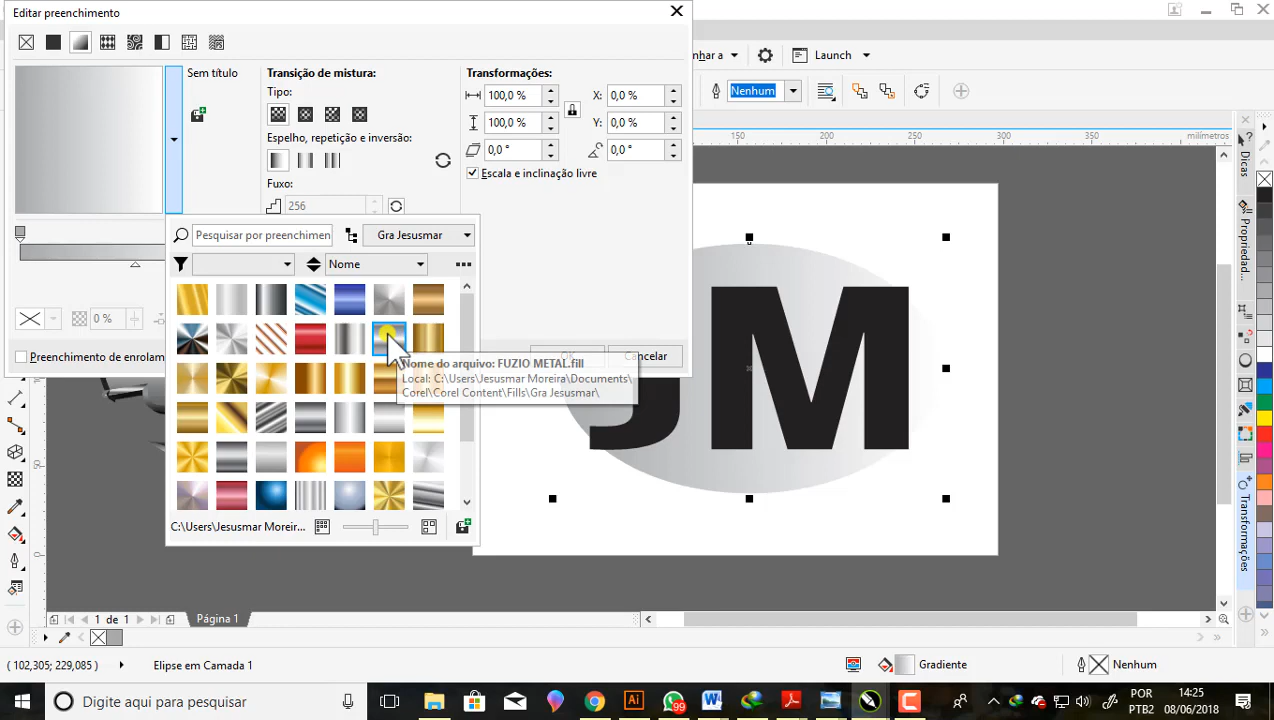 Editar preenchimento
Sem título
Transição de mistura:
Tipo:
Espelho, repetição e inversão:
Fuxo:
256
Transformações:
100,0 %
X:
0,0 %
100,0 %
Y:
0,0 %
0,0 °
0,0 °
Escala e inclinação livre
Launch
Nenhum
150
200
250
300
350
milímetros
Dicas
Propriedad...
Transformações
Pesquisar por preenchimen
Gra Jesusmar
Nome
0 %
Preenchimento de enrolam
Ok
Cancelar
Nome do arquivo: FUZIO METAL.fill
Local: C:\Users\Jesusmar Moreira\Documents\
Corel\Corel Content\Fills\Gra Jesusmar\
C:\Users\Jesusmar Moreir...
JM
1 de 1
Página 1
( 102,305; 229,085 )
Elipse em Camada 1
Gradiente
Nenhum
Digite aqui para pesquisar
99
POR
PTB2
14:25
08/06/2018